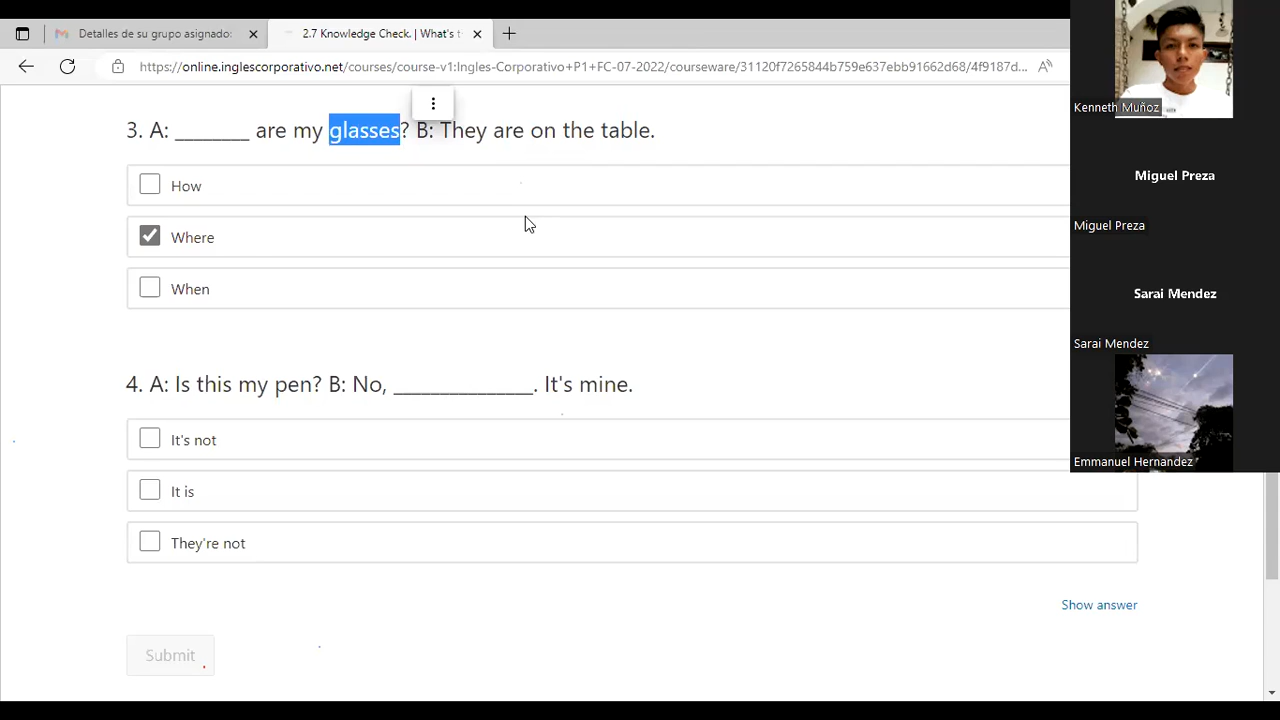 Detalles de su grupo asignado:
2.7 Knowledge Check. | What's t
https://online.inglescorporativo.net/courses/course-v1:Ingles-Corporativo+P1+FC-07-2022/courseware/31120f7265844b759e637ebb91662d68/4f9187d...
3. A: ________ are my glasses? B: They are on the table.
How
Where
When
4. A: Is this my pen? B: No, _______________. It's mine.
It's not
It is
They're not
Show answer
Submit
Kenneth Muñoz
Miguel Preza
Miguel Preza
Sarai Mendez
Sarai Mendez
Emmanuel Hernandez